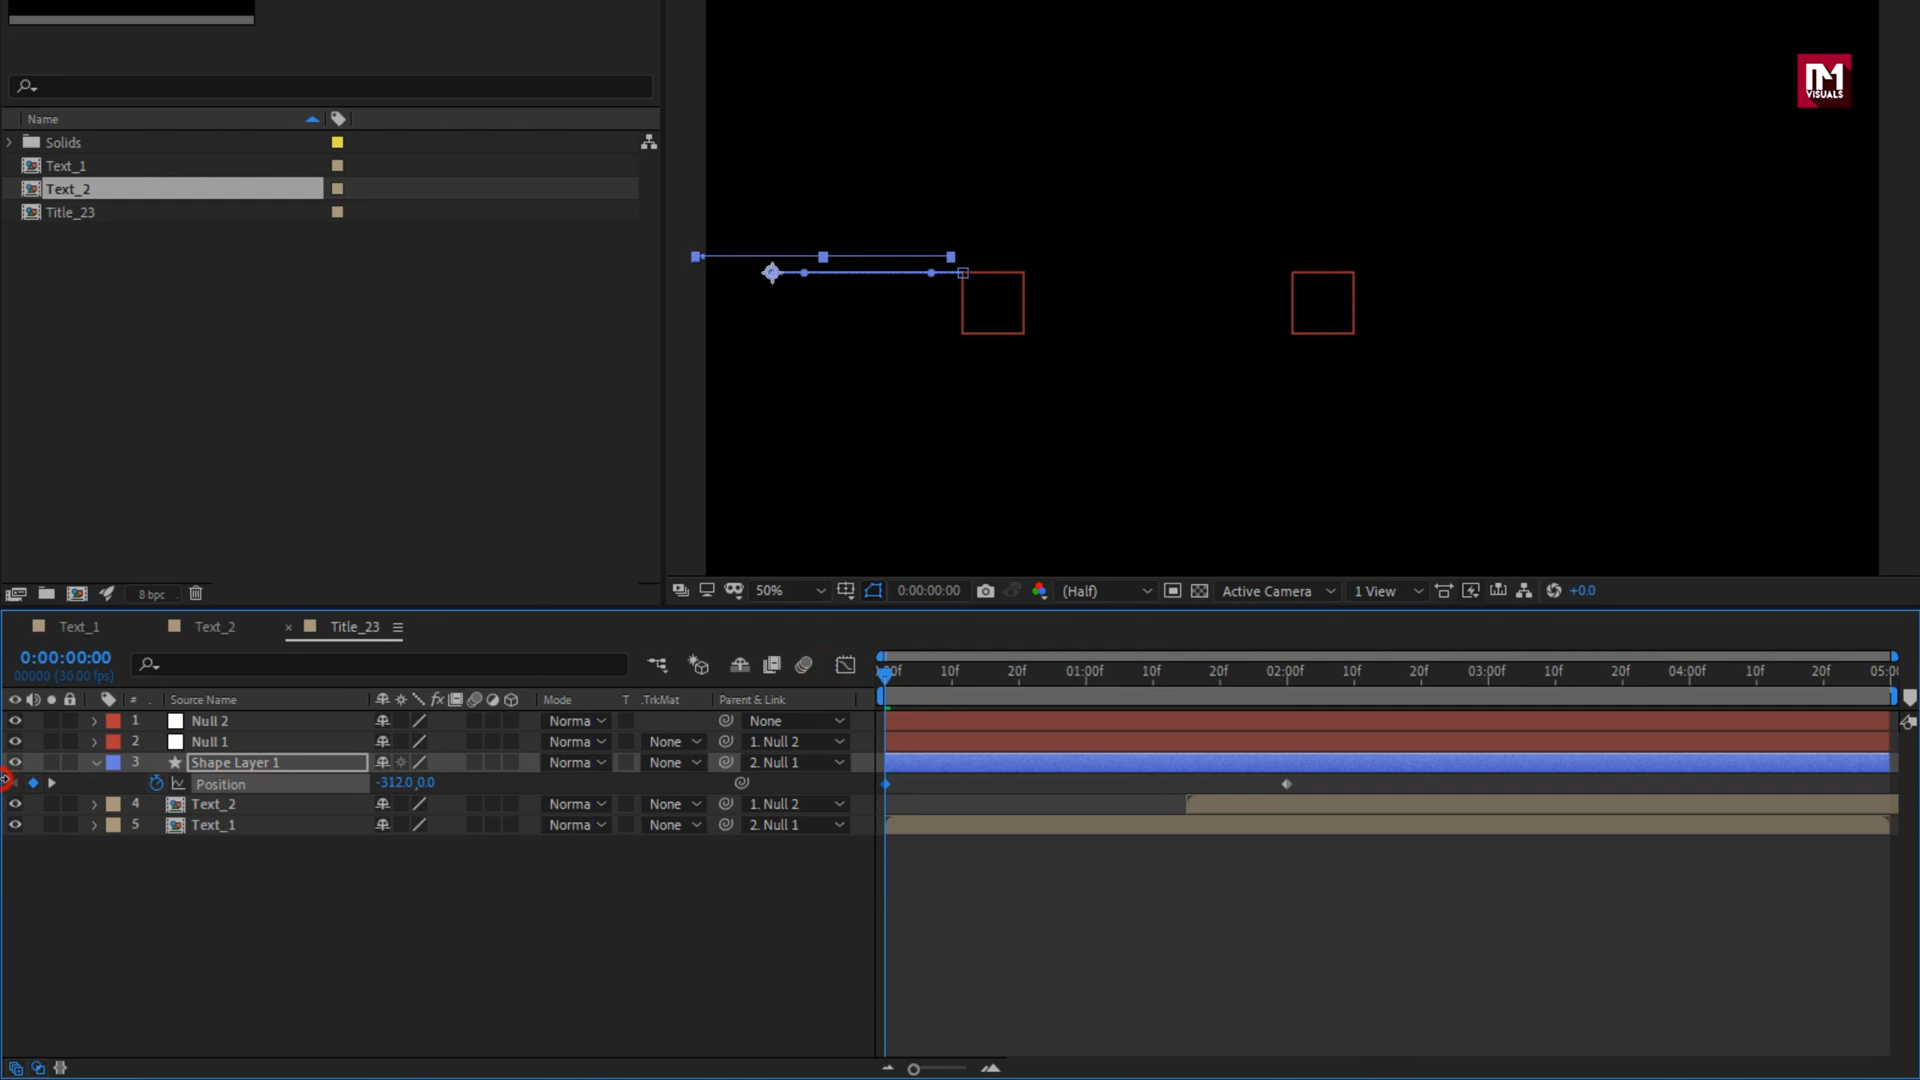 M
VISUALS
Name
Solids
Text_1
Text_2
Title_23
8 bpc
50%
0:00:00:00
(Half)
Active Camera
1 View
+0.0
Text_1
Text_2
× Title_23
0:00:00:00
00000 (30.00 fps)
:00f 10f 20f 01:00f 10f 20f 02:00f 10f 20f 03:00f 10f 20f 04:00f 10f 20f 05:00
# . Source Name fx Mode T .TrkMat Parent & Link
1 Null 2 Norma None
2 Null 1 Norma None 1. Null 2
3 Shape Layer 1 Norma None 2. Null 1
Position -312.0,0.0
4 Text_2 Norma None 1. Null 2
5 Text_1 Norma None 2. Null 1